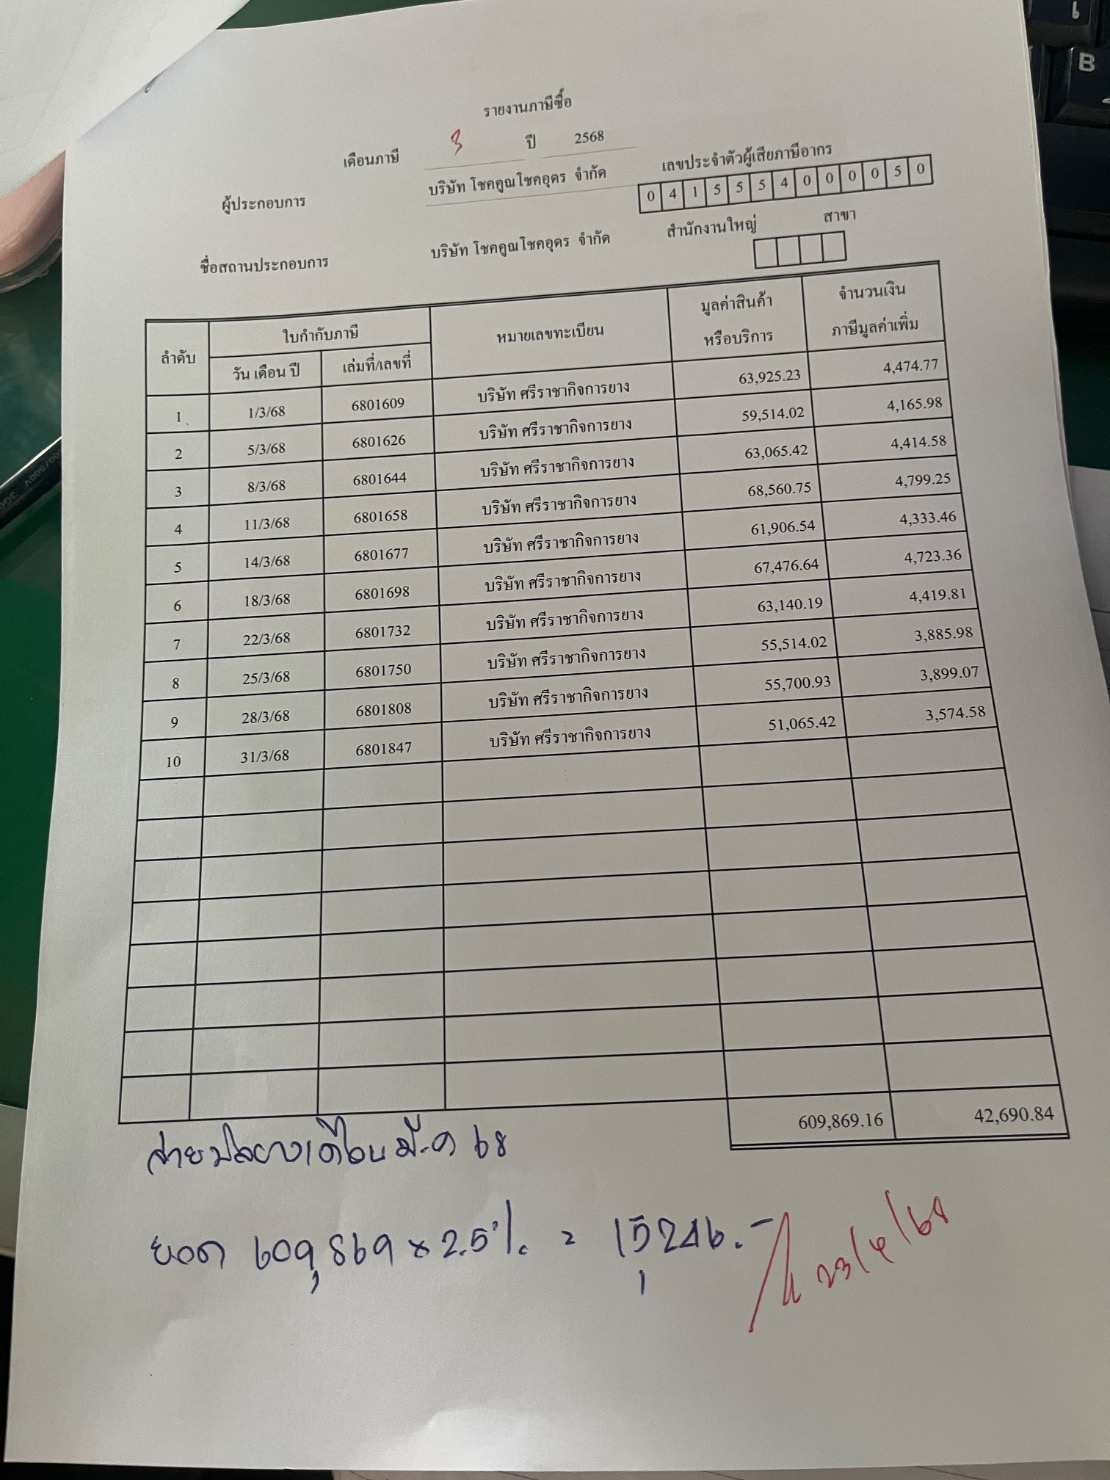 รายงานภาษีซื้อ
เดือนภาษี 3 ปี 2568
ผู้ประกอบการ บริษัท โชคคูณโชคอุดร จำกัด เลขประจำตัวผู้เสียภาษีอากร
0 4 1 5 5 5 4 0 0 0 0 5 0
ชื่อสถานประกอบการ บริษัท โชคคูณโชคอุดร จำกัด สำนักงานใหญ่ สาขา
ลำดับ ใบกำกับภาษี หมายเลขทะเบียน มูลค่าสินค้า จำนวนเงิน
วัน เดือน ปี เล่มที่/เลขที่ หรือบริการ ภาษีมูลค่าเพิ่ม
1 1/3/68 6801609 บริษัท ศรีราชากิจการยาง 63,925.23 4,474.77
2 5/3/68 6801626 บริษัท ศรีราชากิจการยาง 59,514.02 4,165.98
3 8/3/68 6801644 บริษัท ศรีราชากิจการยาง 63,065.42 4,414.58
4 11/3/68 6801658 บริษัท ศรีราชากิจการยาง 68,560.75 4,799.25
5 14/3/68 6801677 บริษัท ศรีราชากิจการยาง 61,906.54 4,333.46
6 18/3/68 6801698 บริษัท ศรีราชากิจการยาง 67,476.64 4,723.36
7 22/3/68 6801732 บริษัท ศรีราชากิจการยาง 63,140.19 4,419.81
8 25/3/68 6801750 บริษัท ศรีราชากิจการยาง 55,514.02 3,885.98
9 28/3/68 6801808 บริษัท ศรีราชากิจการยาง 55,700.93 3,899.07
10 31/3/68 6801847 บริษัท ศรีราชากิจการยาง 51,065.42 3,574.58
609,869.16 42,690.84
เดือน มี.ค 68
ยอด ๖09,869 x 2.5% = 15,246.-
23/4/68
B